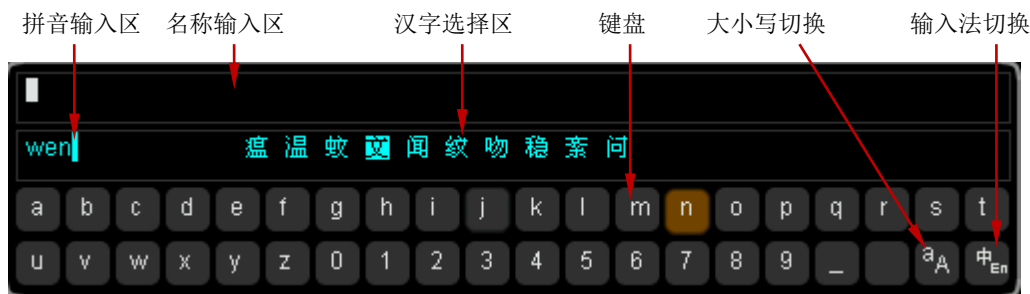 拼音输入区 名称输入区 汉字选择区 键盘 大小写切换 输入法切换
wen 瘟 温 蚊 文 闻 纹 吻 稳 紊 问
a b c d e f g h i j k l m n o p q r s t
u v w x y z 0 1 2 3 4 5 6 7 8 9 _ aA 中En